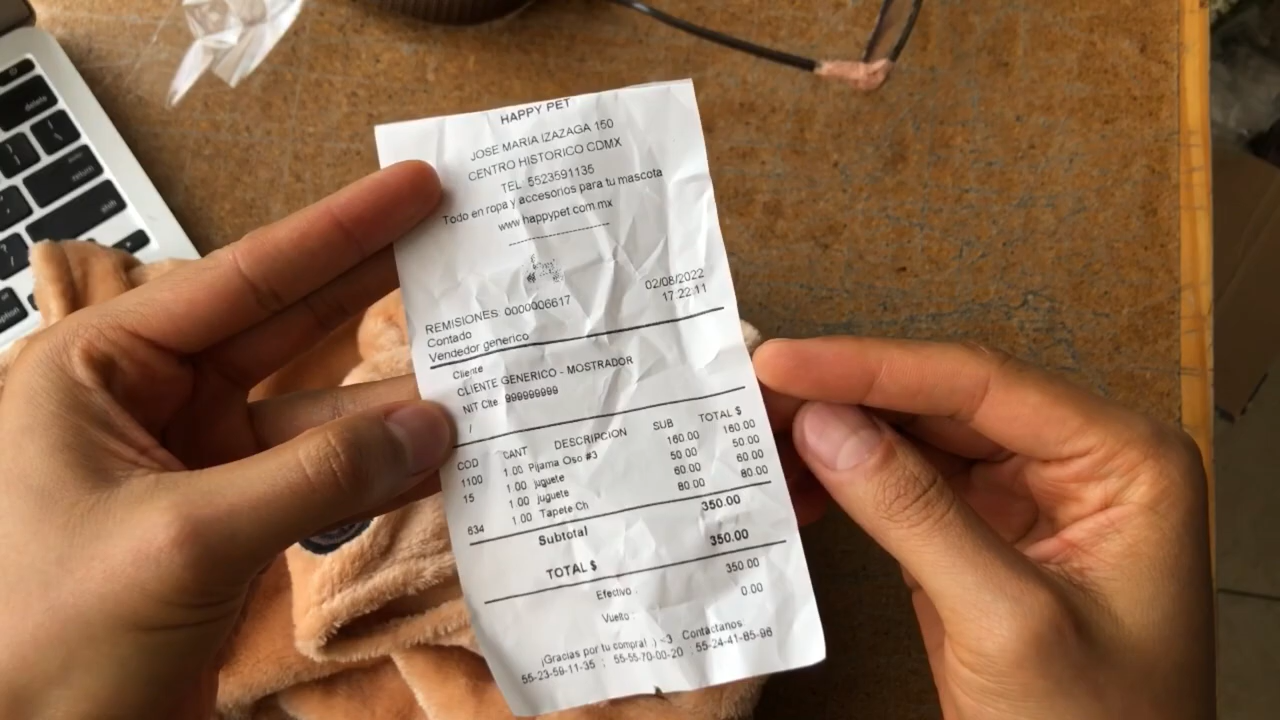 HAPPY PET
JOSE MARIA IZAZAGA 150
CENTRO HISTORICO CDMX
TEL 5523591135
Todo en ropa y accesorios para tu mascota
www.happypet.com.mx
--------------------
02/08/2022
REMISIONES: 0000006617 17:22:11
Contado
Vendedor generico
Cliente
CLIENTE GENERICO - MOSTRADOR
NIT Clte 999999999
/
COD CANT DESCRIPCION SUB TOTAL $
1100 1.00 Pijama Oso #3 160.00 160.00
15 1.00 juguete 50.00 50.00
1.00 juguete 60.00 60.00
634 1.00 Tapete Ch 80.00 80.00
Subtotal 350.00
TOTAL $ 350.00
Efectivo : 350.00
Vuelto : 0.00
¡Gracias por tu compra! :) <3 Contáctanos:
55-23-59-11-35 ; 55-55-70-00-20 ; 55-24-41-85-96
delete
return
shift
option